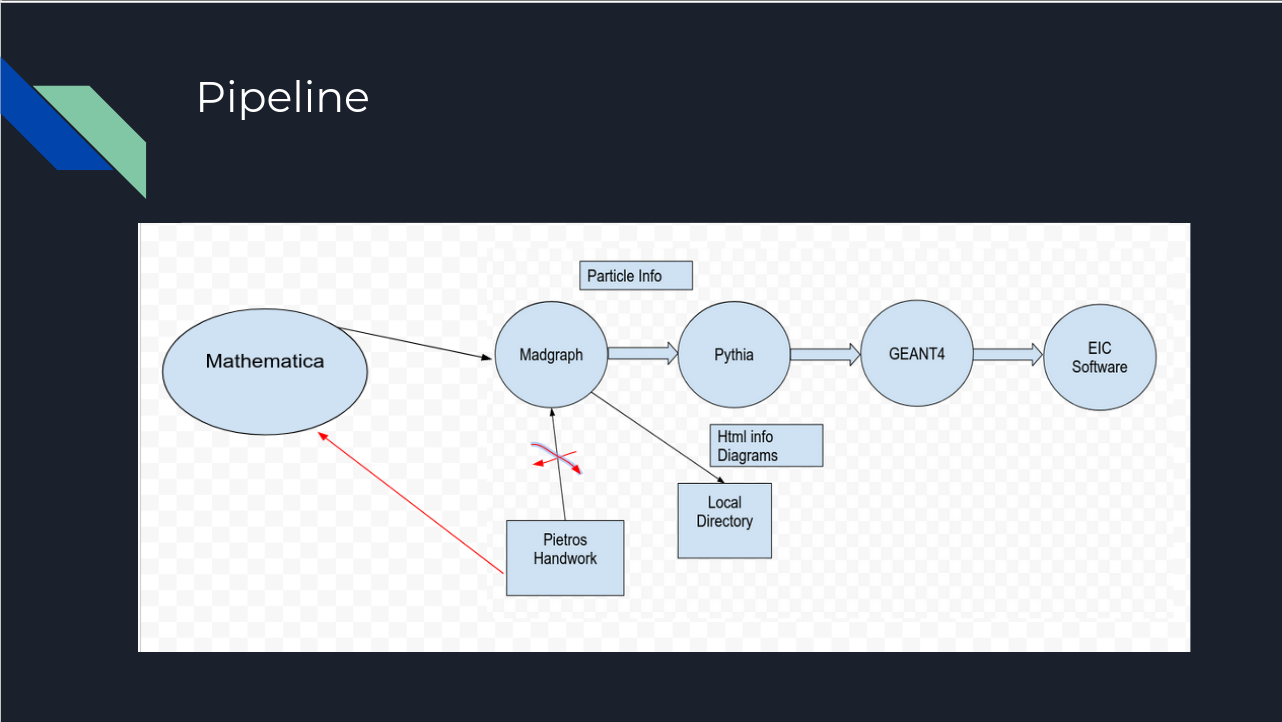 Pipeline
Particle Info
Mathematica
Madgraph
Pythia
GEANT4
EIC
Software
Html info
Diagrams
Local
Directory
Pietros
Handwork